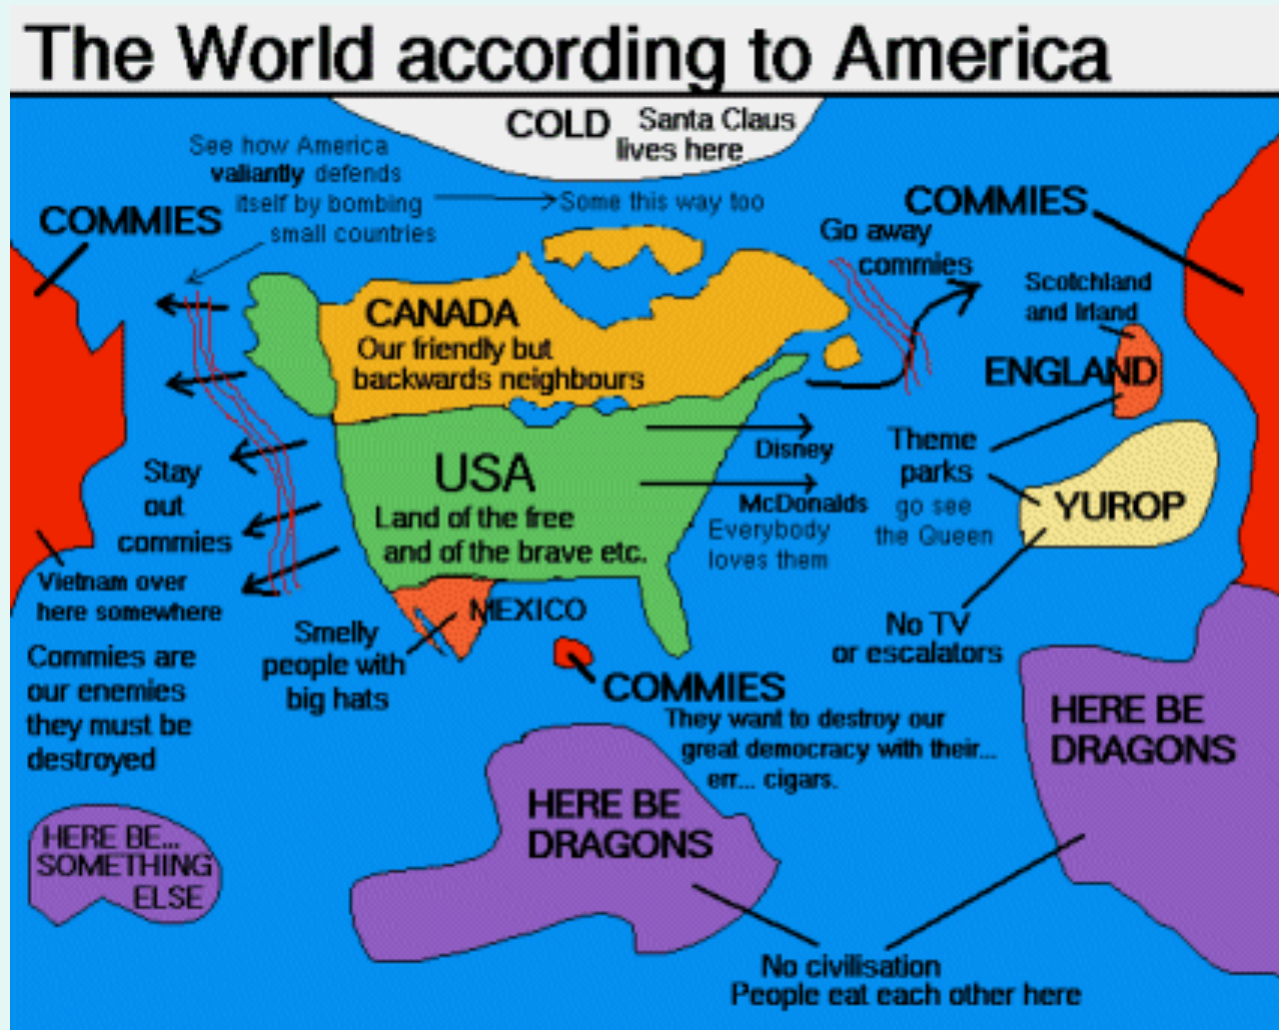 The World according to America
COLD
Santa Claus
lives here
See how America
valiantly defends
itself by bombing
small countries
Some this way too
COMMIES
COMMIES
Go away
commies
Scotchland
and Irland
ENGLAND
CANADA
Our friendly but
backwards neighbours
USA
Land of the free
and of the brave etc.
Disney
McDonalds
Everybody
loves them
Theme
parks
go see
the Queen
YUROP
No TV
or escalators
Stay
out
commies
Vietnam over
here somewhere
Commies are
our enemies
they must be
destroyed
Smelly
people with
big hats
MEXICO
COMMIES
They want to destroy our
great democracy with their...
err... cigars.
HERE BE
DRAGONS
HERE BE
DRAGONS
HERE BE...
SOMETHING
ELSE
No civilisation
People eat each other here